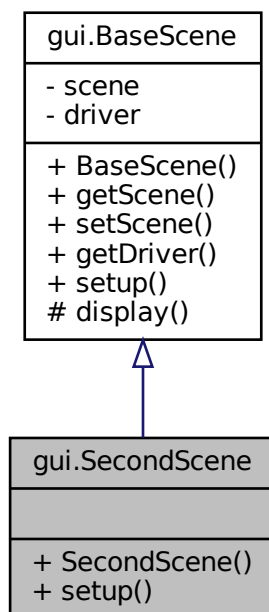 gui.BaseScene
- scene
- driver
+ BaseScene()
+ getScene()
+ setScene()
+ getDriver()
+ setup()
# display()
gui.SecondScene
+ SecondScene()
+ setup()